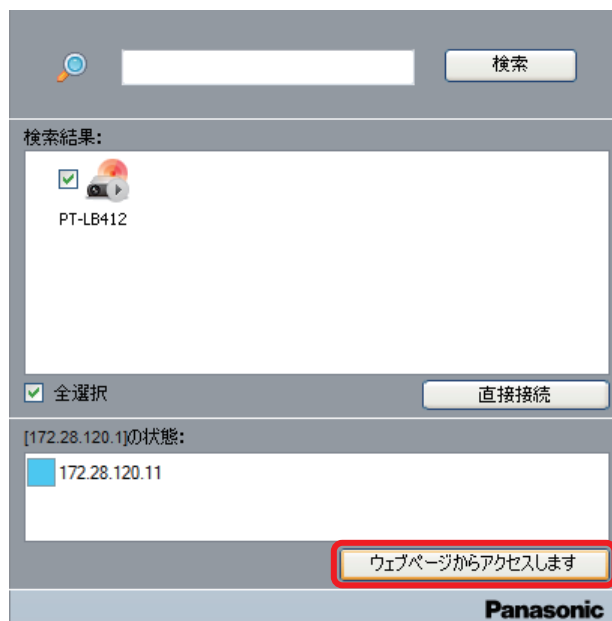 検索
検索結果:
PT-LB412
全選択
直接接続
[172.28.120.1]の状態:
172.28.120.11
ウェブページからアクセスします
Panasonic